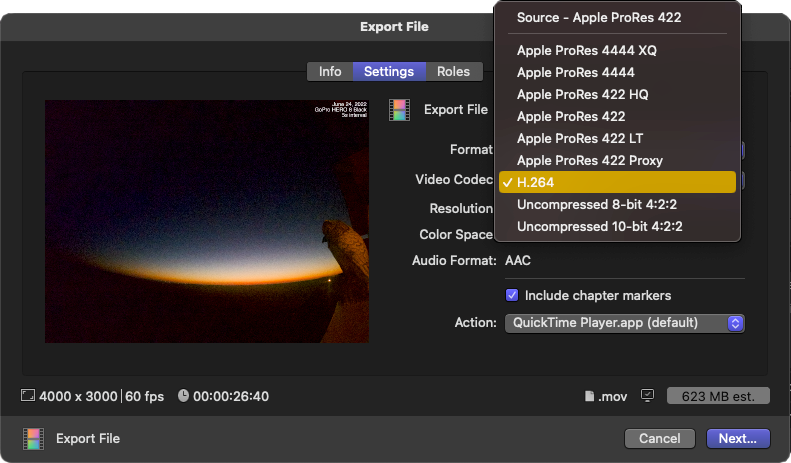 Export File
Source - Apple ProRes 422
Apple ProRes 4444 XQ
Apple ProRes 4444
Apple ProRes 422 HQ
Apple ProRes 422
Apple ProRes 422 LT
Apple ProRes 422 Proxy
✓ H.264
Uncompressed 8-bit 4:2:2
Uncompressed 10-bit 4:2:2
Info Settings Roles
June 24, 2022
GoPro HERO 8 Black
5s interval
Export File
Format
Video Codec
Resolution
Color Space
Audio Format: AAC
Include chapter markers
Action: QuickTime Player.app (default)
4000 x 3000 | 60 fps 00:00:26:40 .mov 623 MB est.
Export File Cancel Next...